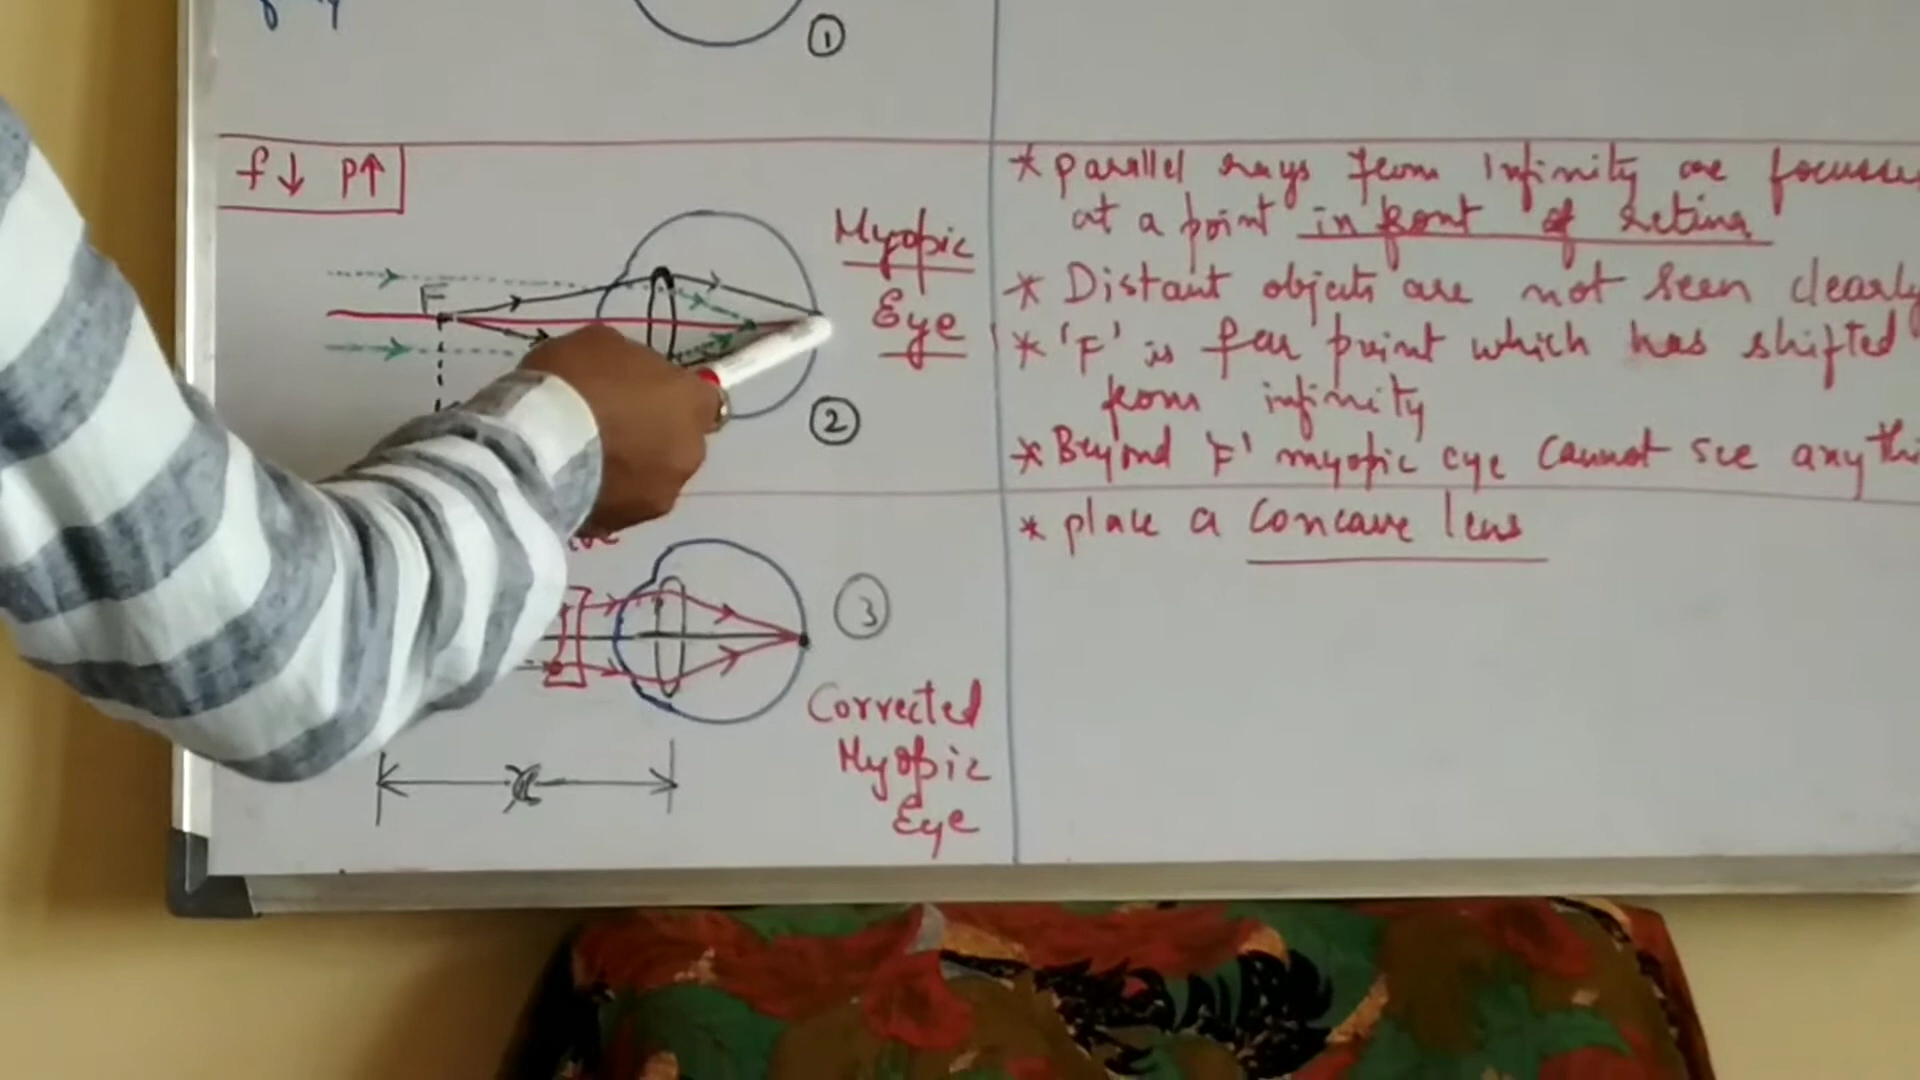 ①
f↓ P↑
F
Myopic
Eye
②
* parallel rays from infinity are focusse
at a point in front of retina
* Distant objects are not seen clearly
* 'F' is far point which has shifted
from infinity
* Beyond 'F' myopic eye cannot see anythi
* place a concave lens
③
Corrected
Myopic
Eye
x